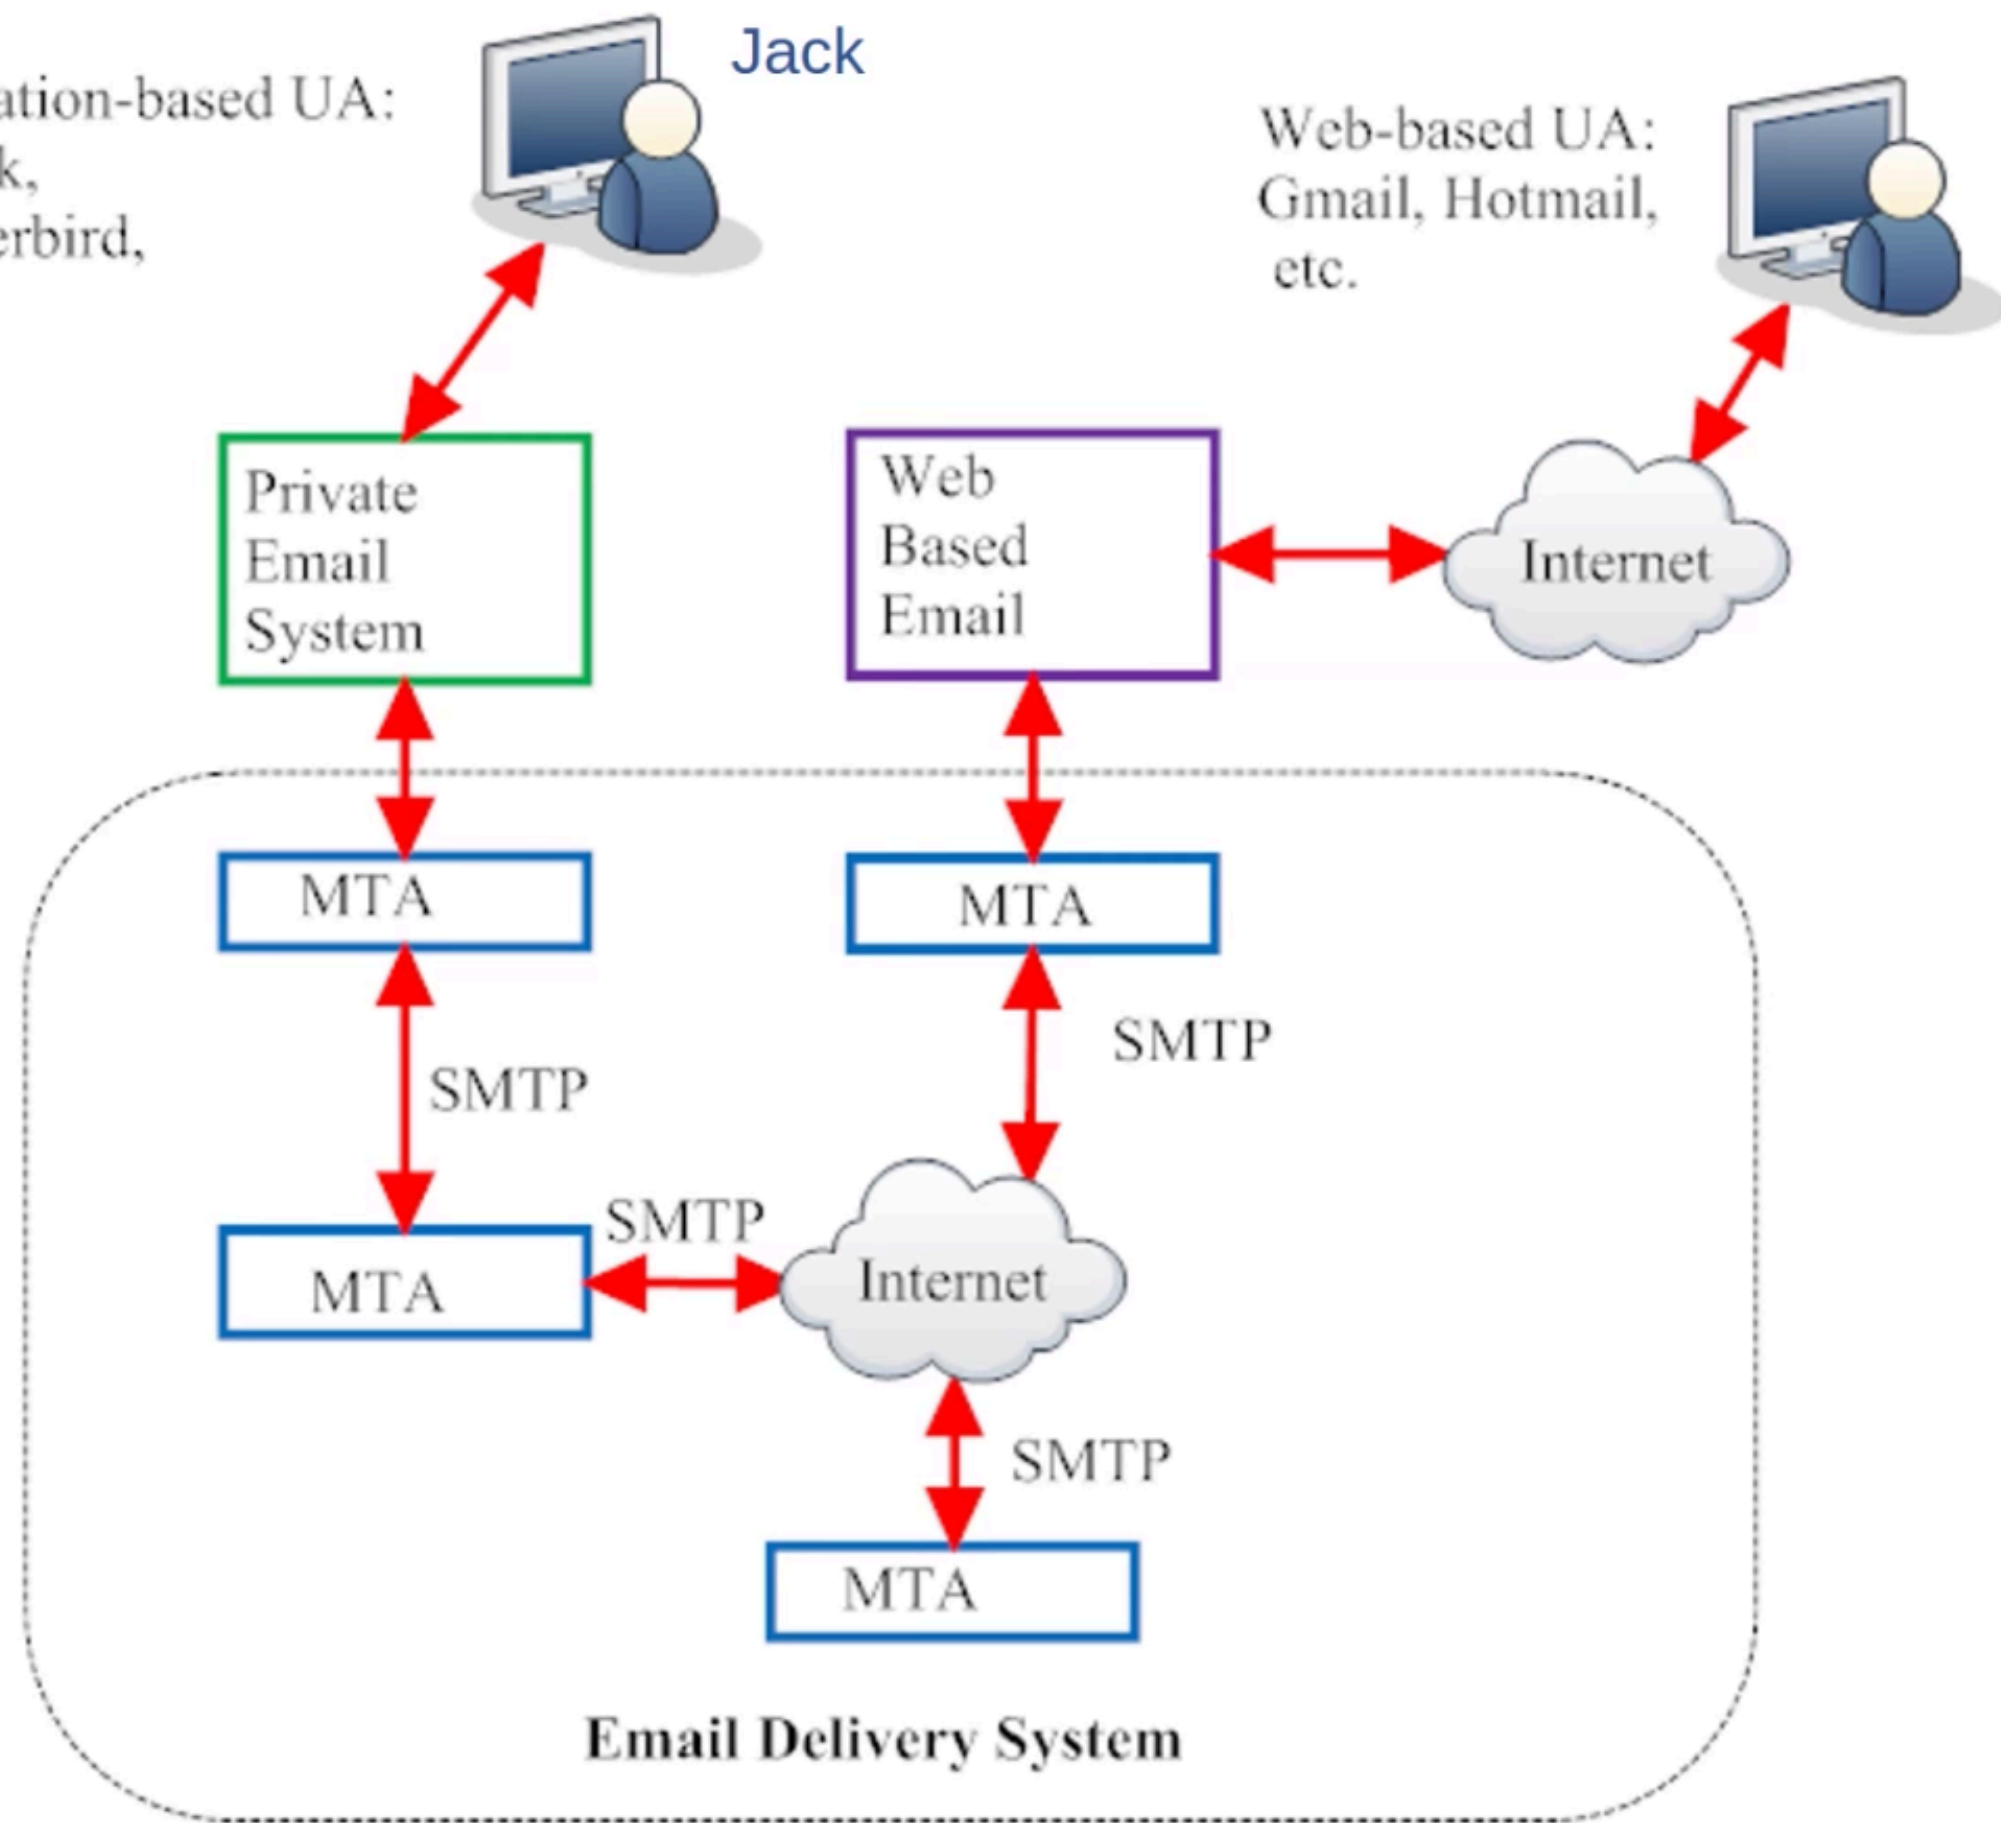 Jack
ation-based UA:
k,
erbird,
Web-based UA:
Gmail, Hotmail,
etc.
Private
Email
System
Web
Based
Email
Internet
MTA
MTA
SMTP
SMTP
SMTP
MTA
Internet
SMTP
MTA
Email Delivery System